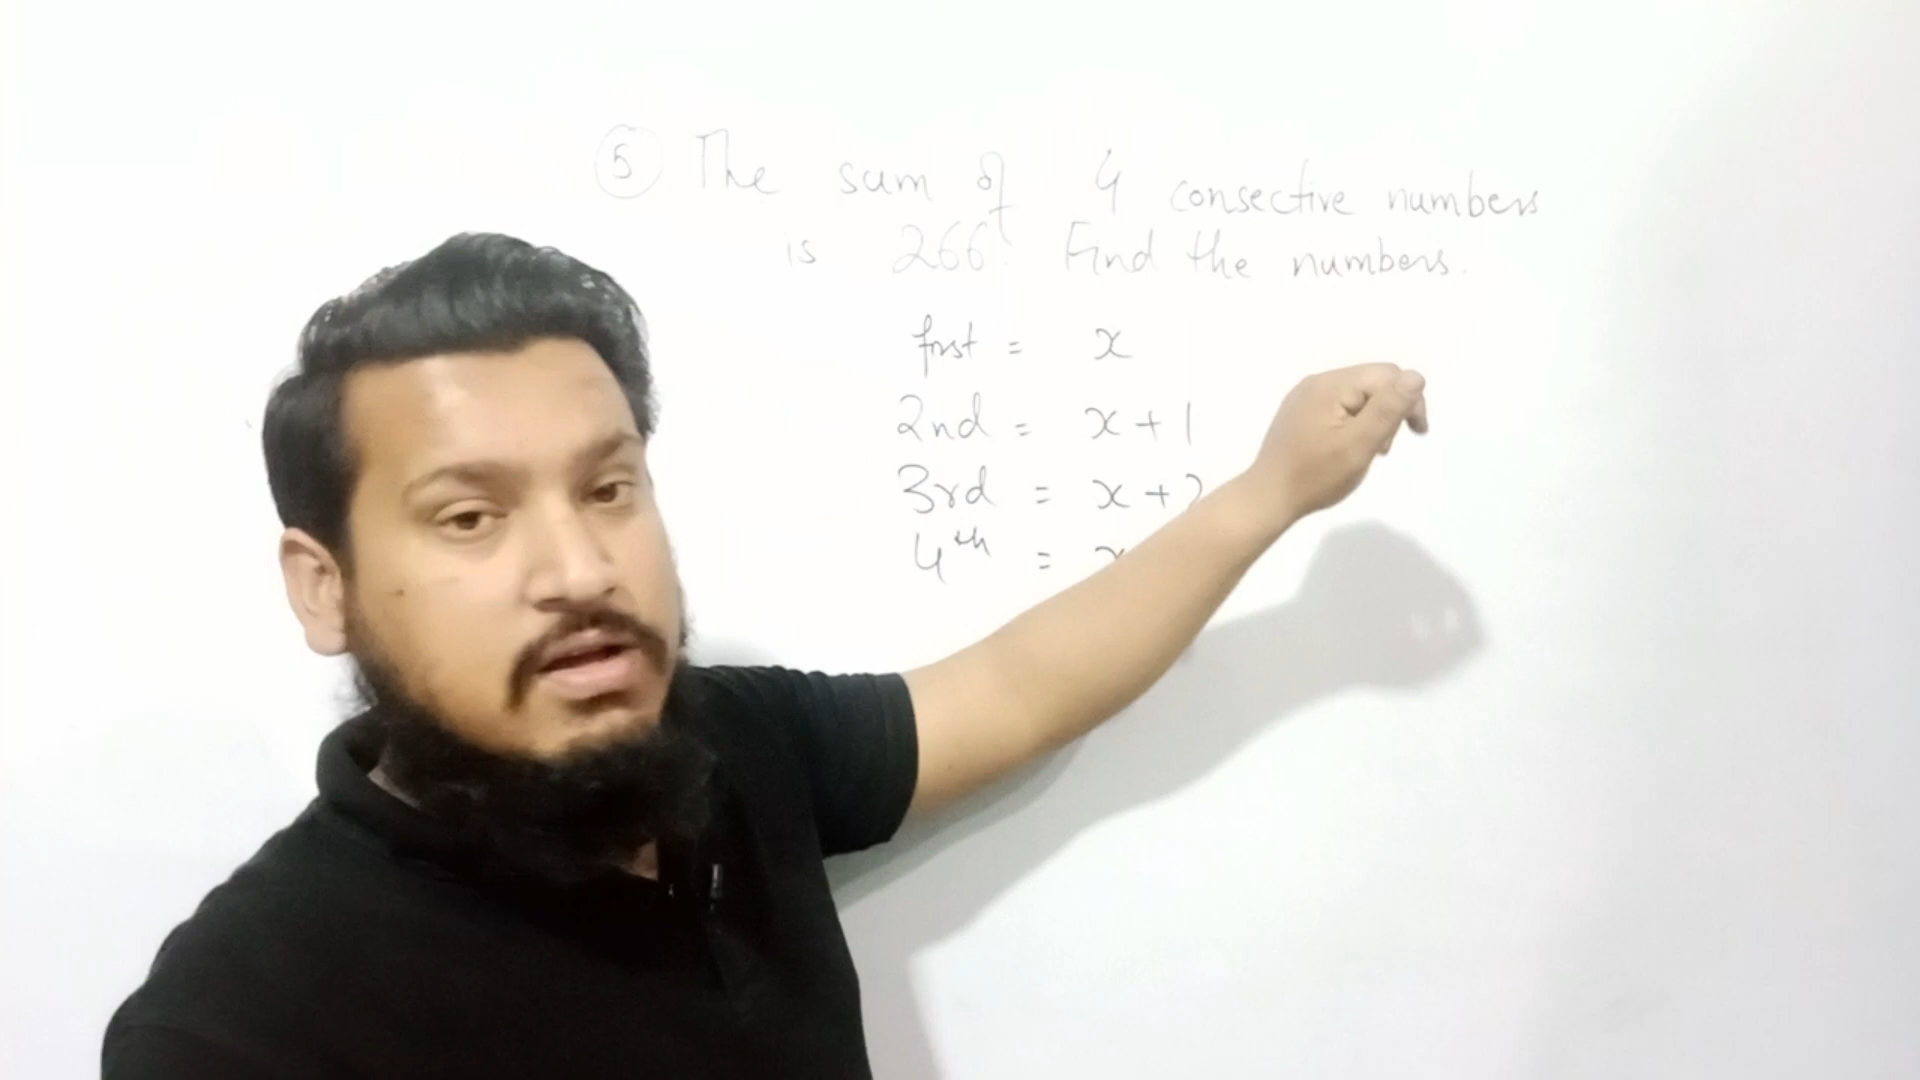 5 The sum of 4 consective numbers
is 266. Find the numbers.
first = x
2nd = x + 1
3rd = x + 2
4th = x